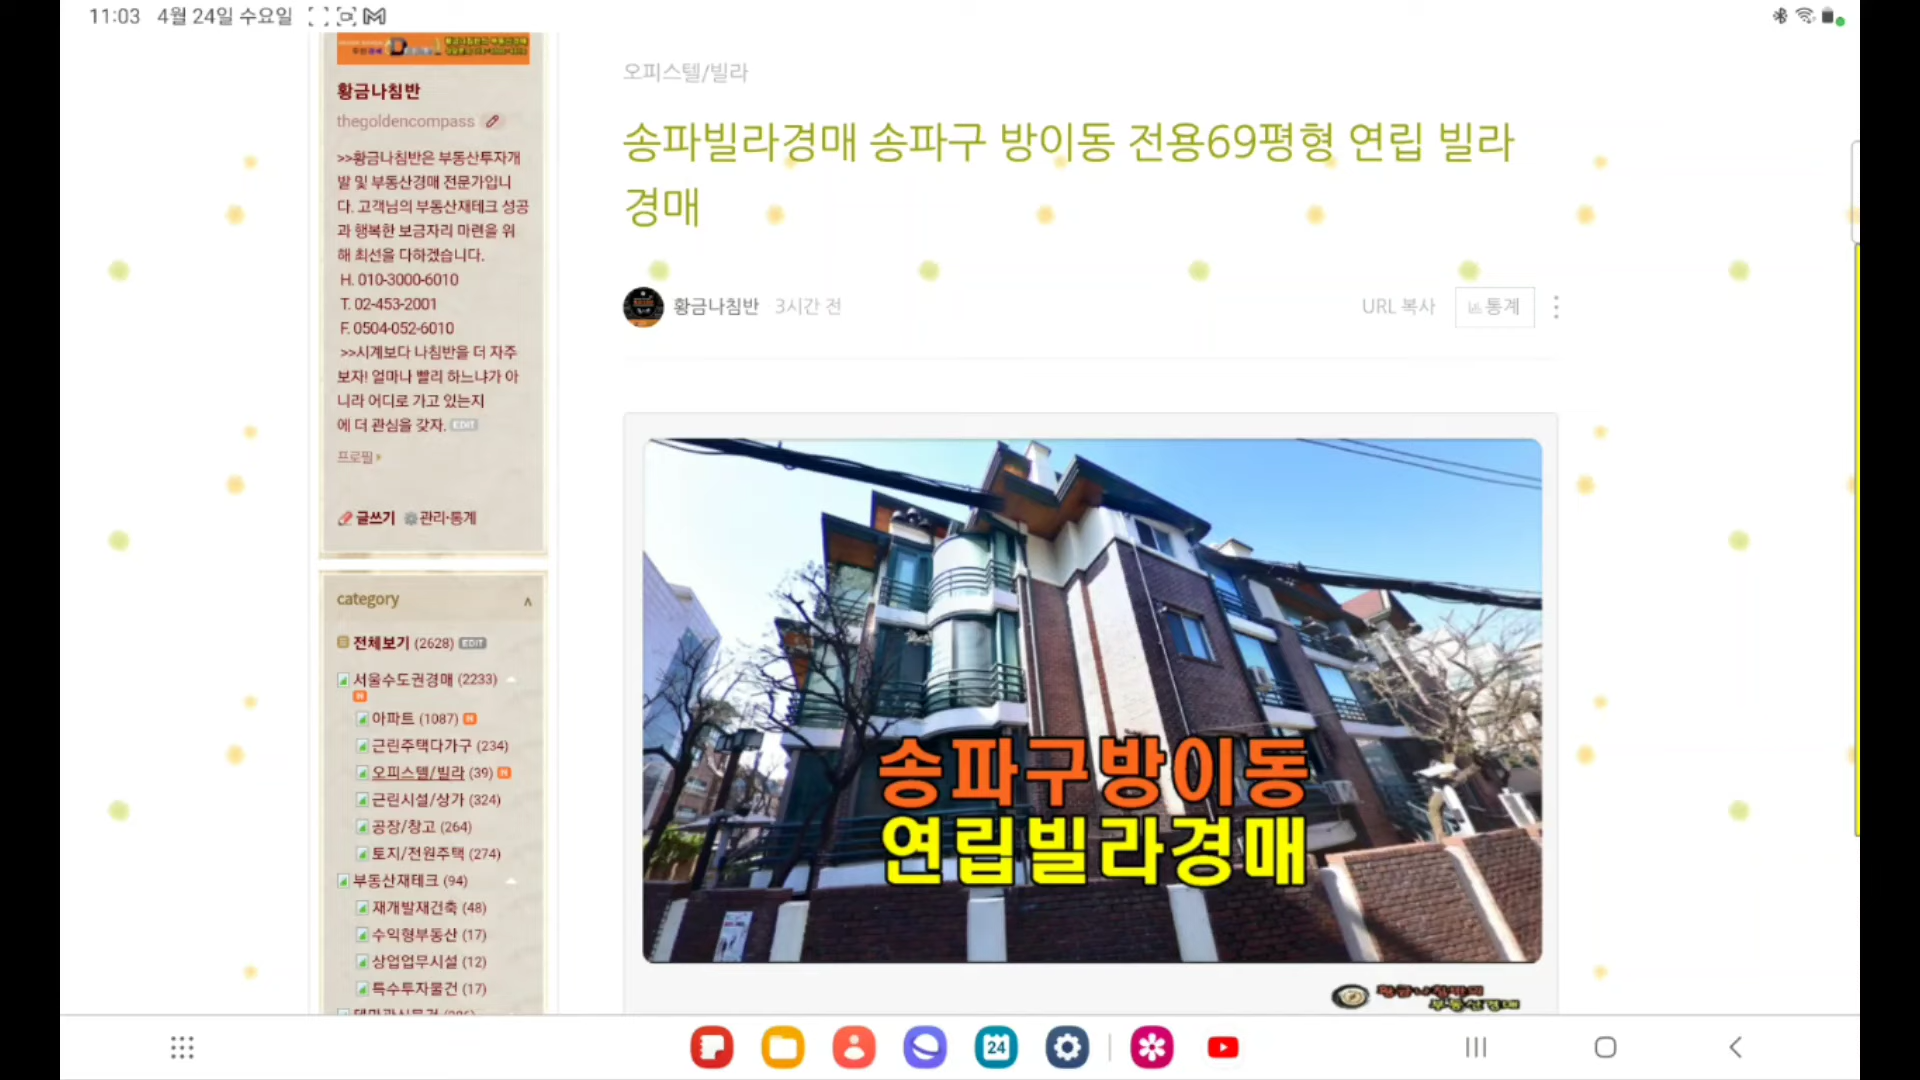 11:03 4월 24일 수요일
황금나침반
thegoldencompass
>>황금나침반은 부동산투자개
발 및 부동산경매 전문가입니
다. 고객님의 부동산재테크 성공
과 행복한 보금자리 마련을 위
해 최선을 다하겠습니다.
H. 010-3000-6010
T. 02-453-2001
F. 0504-052-6010
>>시계보다 나침반을 더 자주
보자! 얼마나 빨리 하느냐가 아
니라 어디로 가고 있는지
에 더 관심을 갖자. EDIT
프로필
글쓰기 관리·통계
category
전체보기 (2628) EDIT
서울수도권경매 (2233)
N
아파트 (1087) N
근린주택다가구 (234)
오피스텔/빌라 (39) N
근린시설/상가 (324)
공장/창고 (264)
토지/전원주택 (274)
부동산재테크 (94)
재개발재건축 (48)
수익형부동산 (17)
상업업무시설 (12)
특수투자물건 (17)
오피스텔/빌라
송파빌라경매 송파구 방이동 전용69평형 연립 빌라
경매
황금나침반 3시간 전
URL 복사 통계
송파구방이동
연립빌라경매
황금나침반의
부동산경매
24